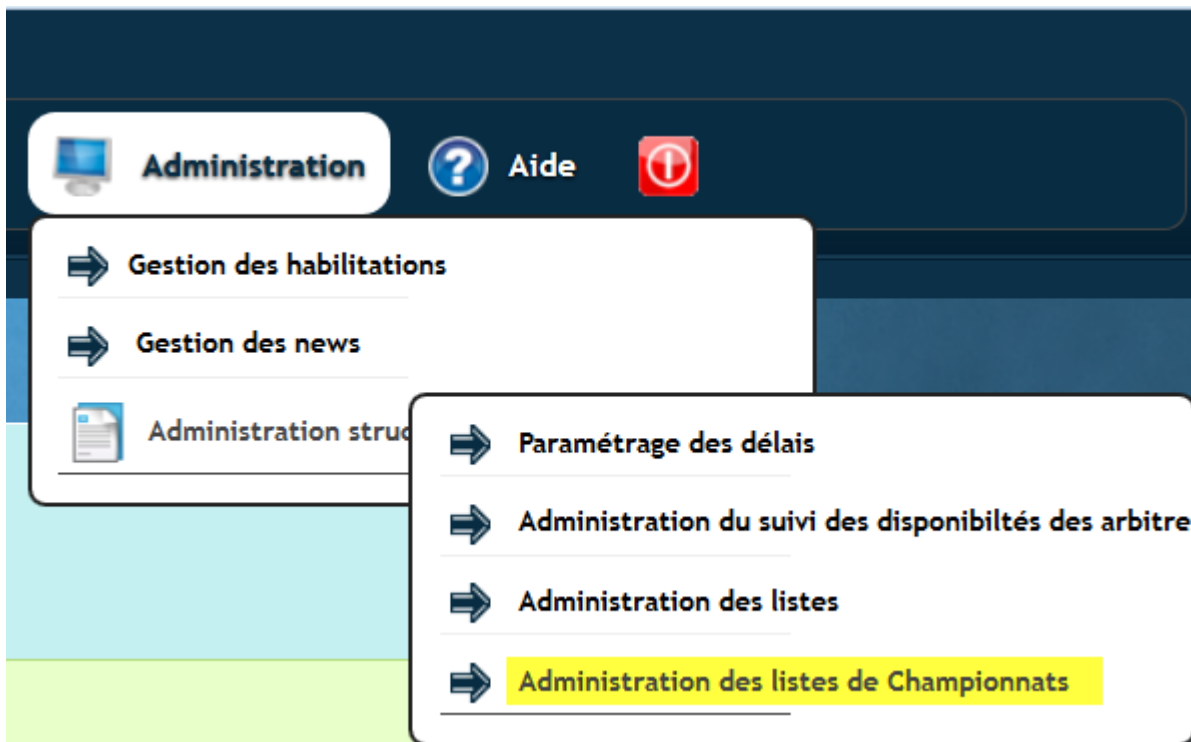 Administration
Aide
Gestion des habilitations
Gestion des news
Administration struc
Paramétrage des délais
Administration du suivi des disponibiltés des arbitre
Administration des listes
Administration des listes de Championnats